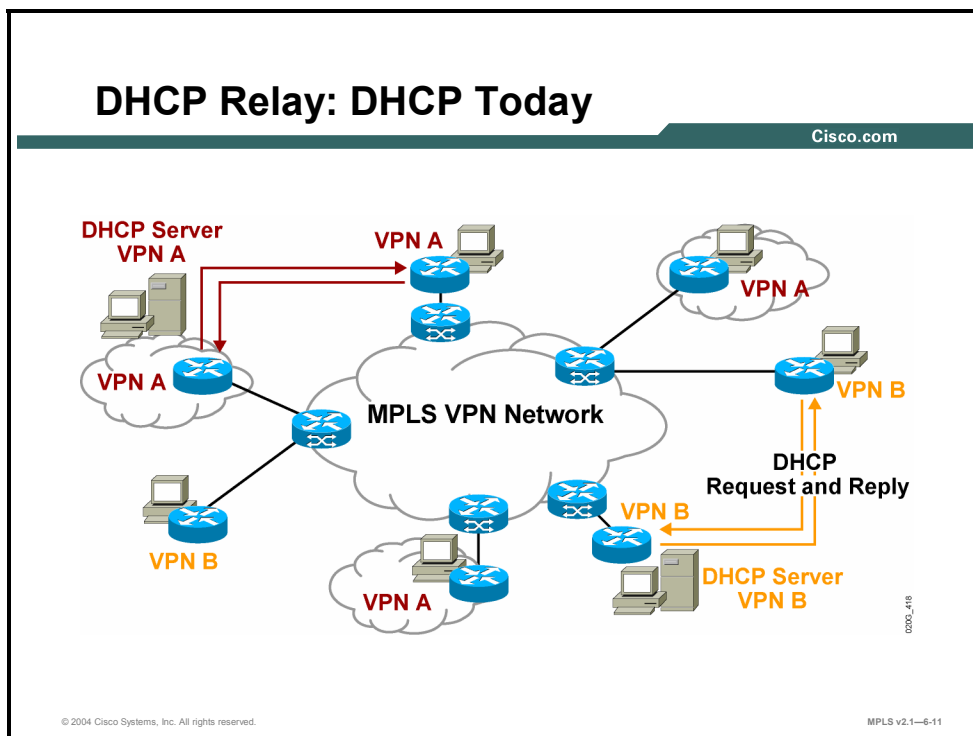 DHCP Relay: DHCP Today
Cisco.com
DHCP Server
VPN A
VPN A
VPN A
VPN A
MPLS VPN Network
VPN B
DHCP
Request and Reply
VPN B
VPN B
VPN A
DHCP Server
VPN B
020G_418
© 2004 Cisco Systems, Inc. All rights reserved.
MPLS v2.1—6-11